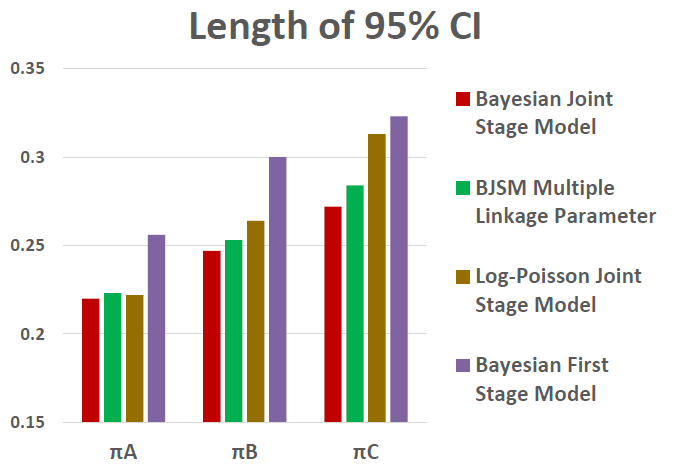 Length of 95% CI
0.35
0.3
0.25
0.2
0.15
πA
πB
πC
Bayesian Joint
Stage Model
BJSM Multiple
Linkage Parameter
Log-Poisson Joint
Stage Model
Bayesian First
Stage Model